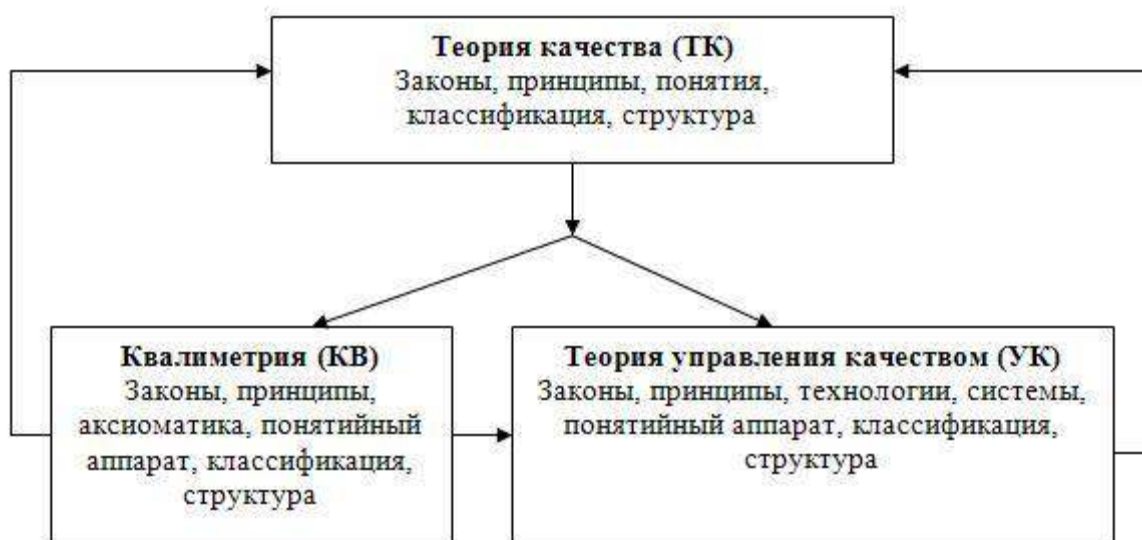 Теория качества (ТК)
Законы, принципы, понятия,
классификация, структура
Квалиметрия (КВ)
Законы, принципы,
аксиоматика, понятийный
аппарат, классификация,
структура
Теория управления качеством (УК)
Законы, принципы, технологии, системы,
понятийный аппарат, классификация,
структура